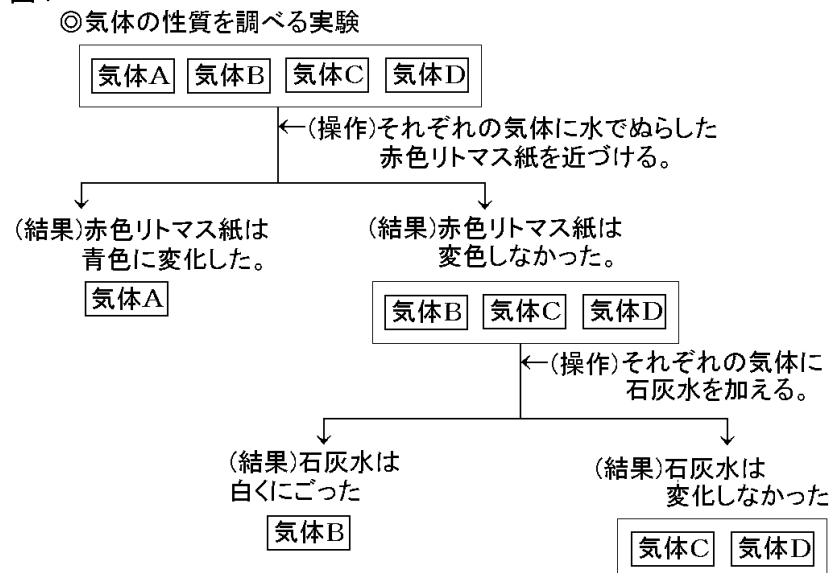 ◎気体の性質を調べる実験
気体A 気体B 気体C 気体D
←(操作)それぞれの気体に水でぬらした
赤色リトマス紙を近づける。
(結果)赤色リトマス紙は
青色に変化した。
気体A
(結果)赤色リトマス紙は
変色しなかった。
気体B 気体C 気体D
←(操作)それぞれの気体に
石灰水を加える。
(結果)石灰水は
白くにごった
気体B
(結果)石灰水は
変化しなかった
気体C 気体D